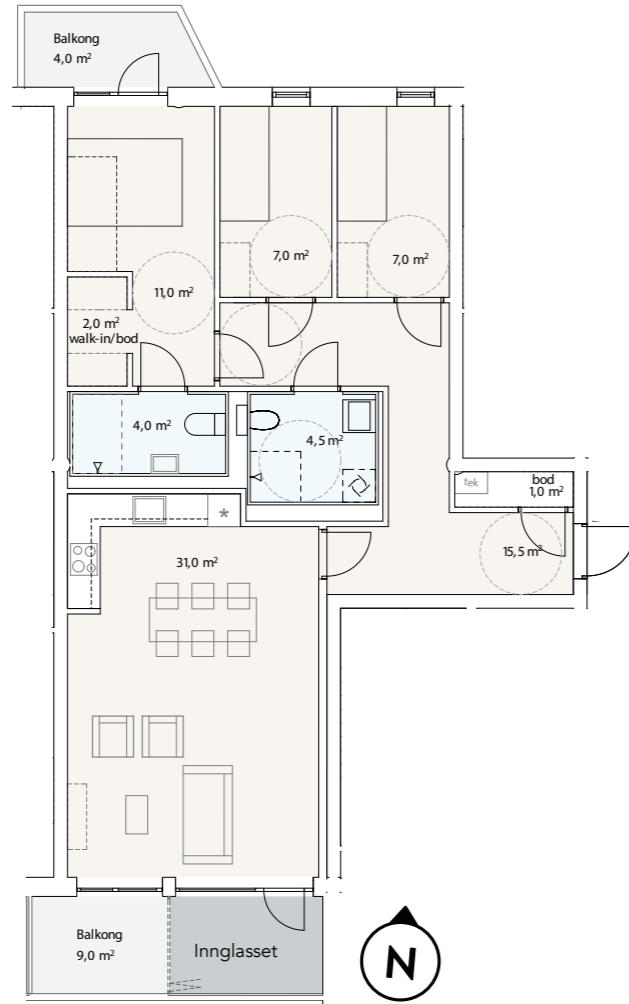 Balkong
4,0 m²
7,0 m²
7,0 m²
11,0 m²
2,0 m²
walk-in/bod
4,0 m²
4,5 m²
tek
bod
1,0 m²
15,5 m²
*
31,0 m²
Balkong
9,0 m²
Innglasset
N